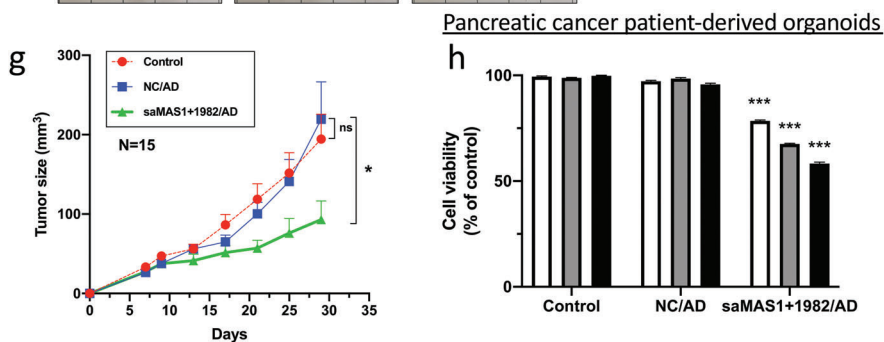 Pancreatic cancer patient-derived organoids
g
300
200
100
0
Tumor size (mm³)
Control
NC/AD
saMAS1+1982/AD
N=15
ns
*
0 5 10 15 20 25 30 35
Days
h
100
50
0
Cell viability
(% of control)
***
***
***
Control NC/AD saMAS1+1982/AD